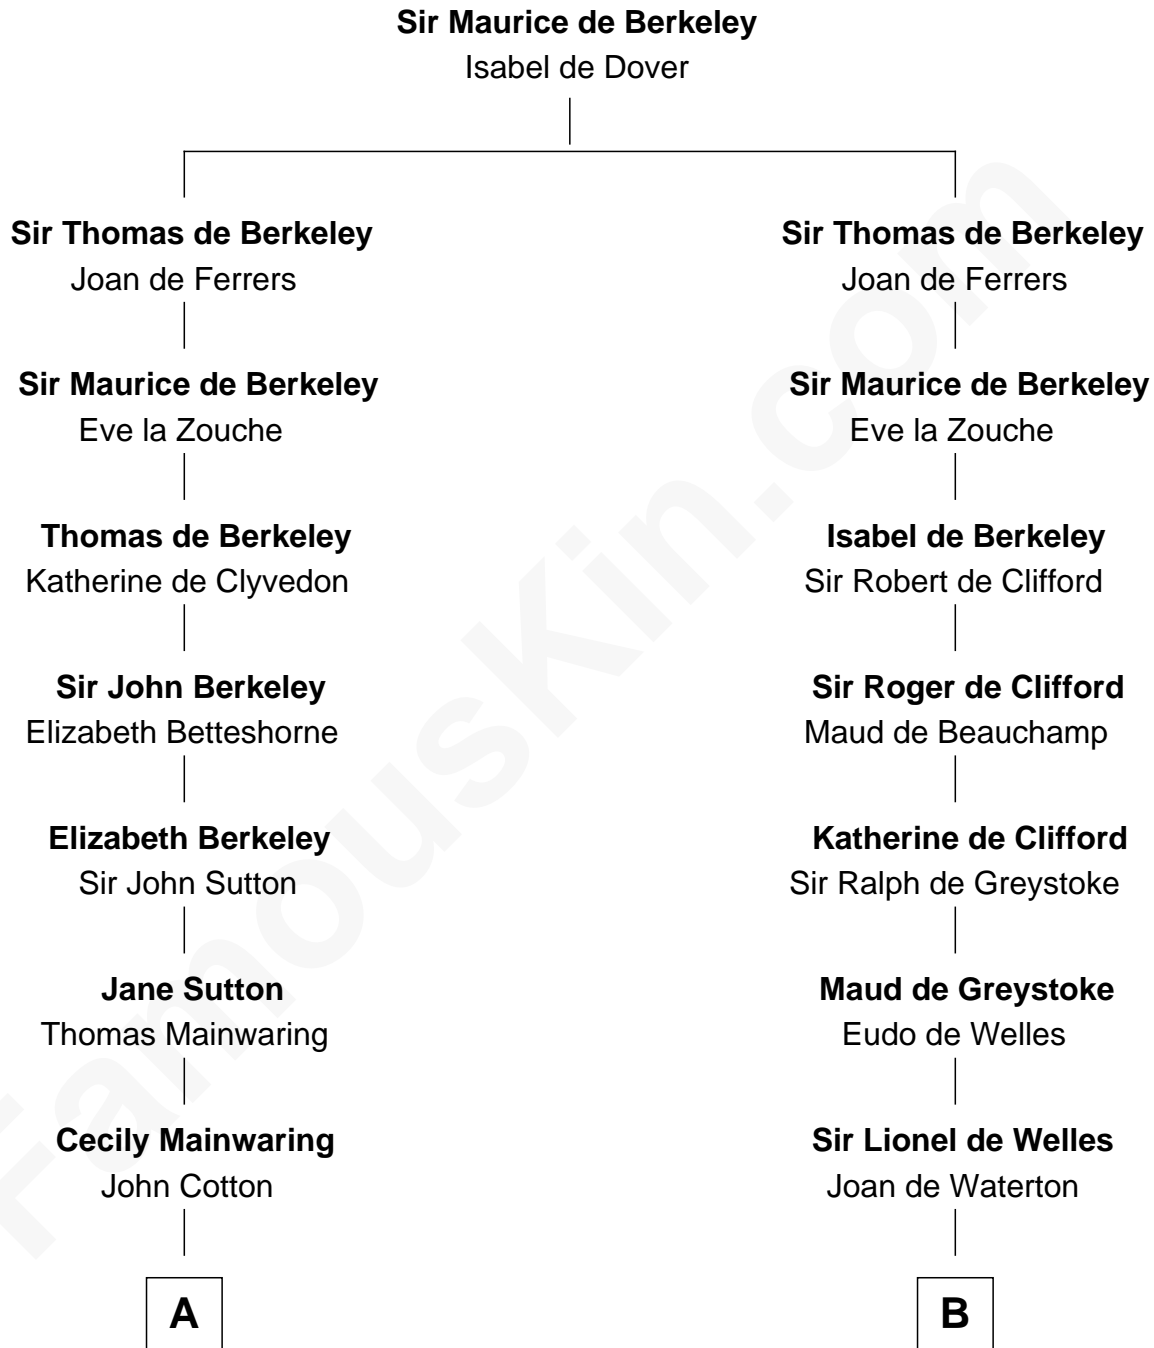 Sir Maurice de Berkeley
Isabel de Dover
Sir Thomas de Berkeley
Joan de Ferrers
Sir Maurice de Berkeley
Eve la Zouche
Thomas de Berkeley
Katherine de Clyvedon
Sir John Berkeley
Elizabeth Betteshorne
Elizabeth Berkeley
Sir John Sutton
Jane Sutton
Thomas Mainwaring
Cecily Mainwaring
John Cotton
A
Sir Thomas de Berkeley
Joan de Ferrers
Sir Maurice de Berkeley
Eve la Zouche
Isabel de Berkeley
Sir Robert de Clifford
Sir Roger de Clifford
Maud de Beauchamp
Katherine de Clifford
Sir Ralph de Greystoke
Maud de Greystoke
Eudo de Welles
Sir Lionel de Welles
Joan de Waterton
B
FamousKin.com